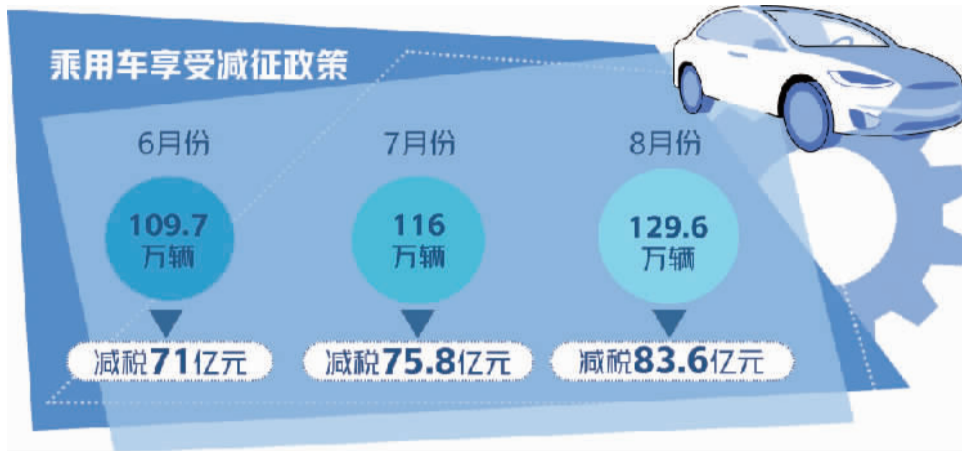 乘用车享受减征政策
6月份
109.7
万辆
减税71亿元
7月份
116
万辆
减税75.8亿元
8月份
129.6
万辆
减税83.6亿元